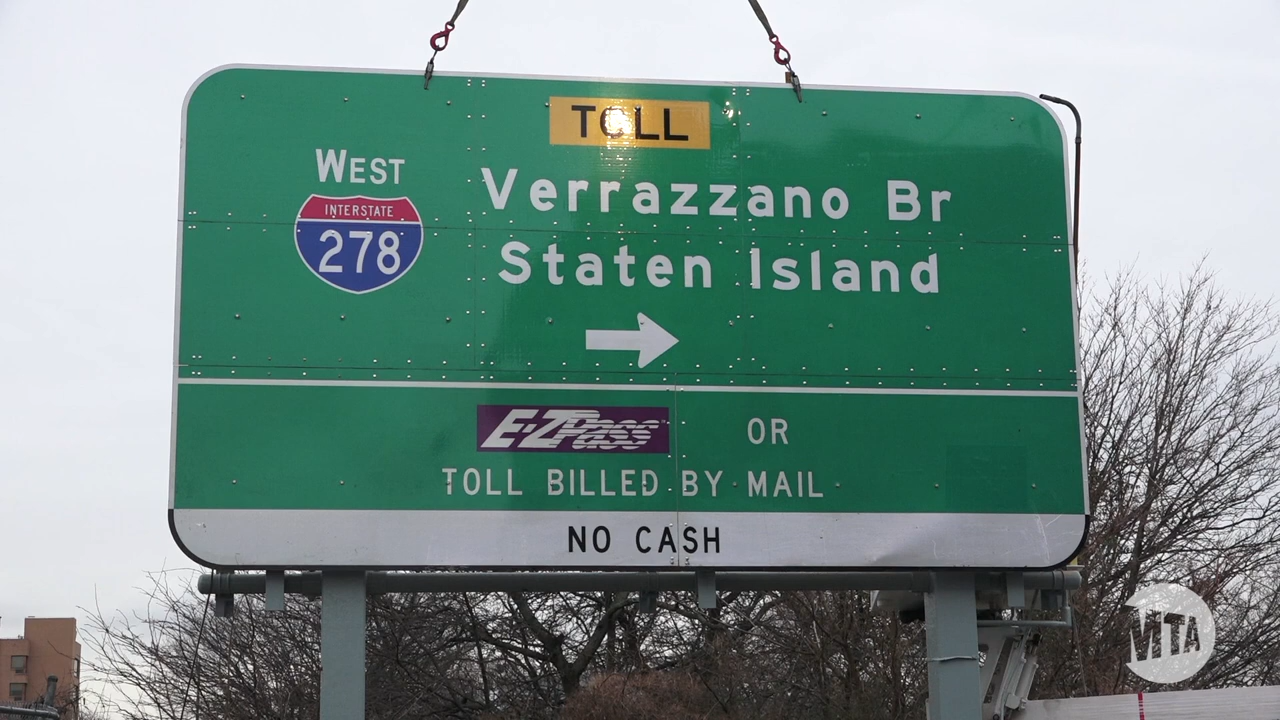 TOLL
WEST
INTERSTATE
278
Verrazzano Br
Staten Island
E-ZPass
OR
TOLL BILLED BY MAIL
NO CASH
MTA